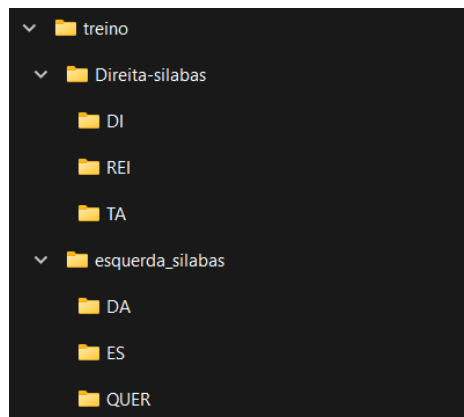 treino
Direita-silabas
DI
REI
TA
esquerda_silabas
DA
ES
QUER